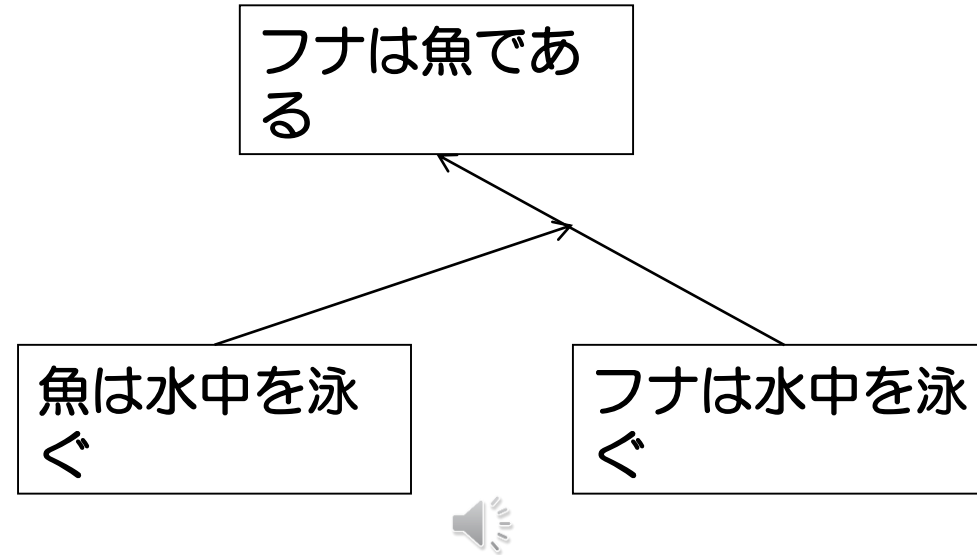 フナは魚であ
る
魚は水中を泳
ぐ
フナは水中を泳
ぐ